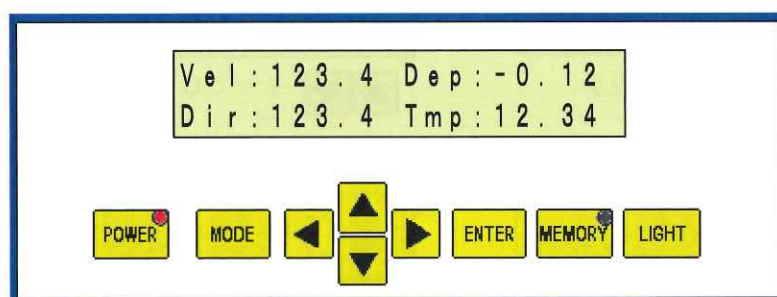 Vel:123.4 Dep:-0.12
Dir:123.4 Tmp:12.34
POWER MODE ENTER MEMORY LIGHT